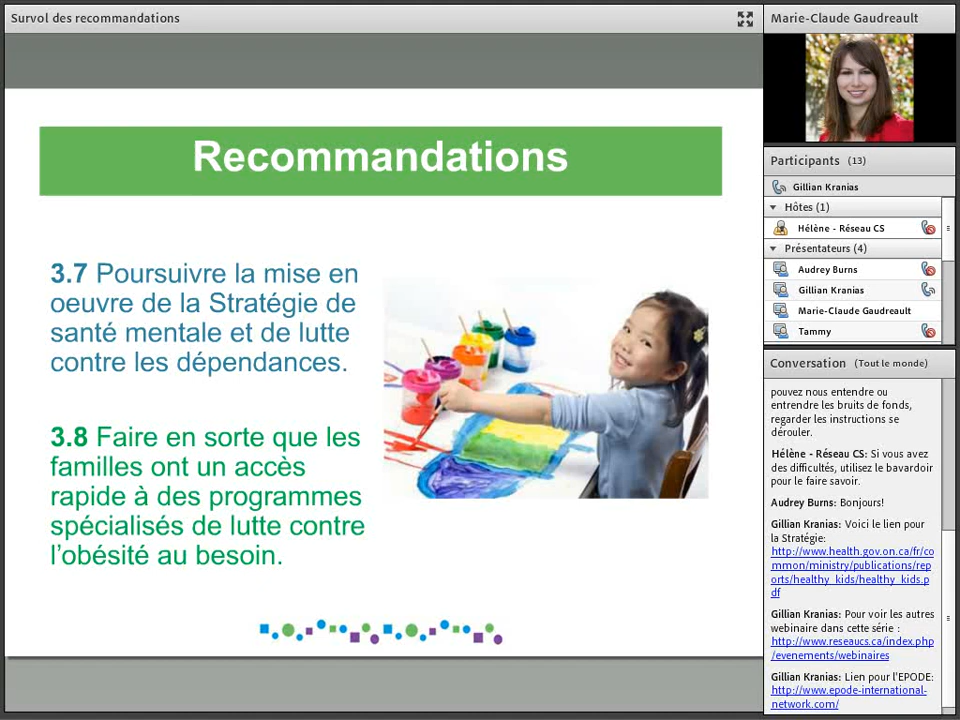 Survol des recommandations
Recommandations
3.7 Poursuivre la mise en
oeuvre de la Stratégie de
santé mentale et de lutte
contre les dépendances.
3.8 Faire en sorte que les
familles ont un accès
rapide à des programmes
spécialisés de lutte contre
l'obésité au besoin.
Marie-Claude Gaudreault
Participants (13)
Gillian Kranias
Hôtes (1)
Hélène - Réseau CS
Présentateurs (4)
Audrey Burns
Gillian Kranias
Marie-Claude Gaudreault
Tammy
Conversation (Tout le monde)
pouvez nous entendre ou
entrendre les bruits de fonds,
regarder les instructions se
dérouler.
Hélène - Réseau CS: Si vous avez
des difficultés, utilisez le bavardoir
pour le faire savoir.
Audrey Burns: Bonjours!
Gillian Kranias: Voici le lien pour
la Stratégie:
http://www.health.gov.on.ca/fr/co
mmon/ministry/publications/rep
orts/healthy_kids/healthy_kids.p
df
Gillian Kranias: Pour voir les autres
webinaire dans cette série :
http://www.reseaucs.ca/index.php
/evenements/webinaires
Gillian Kranias: Lien pour l'EPODE:
http://www.epode-international-
network.com/